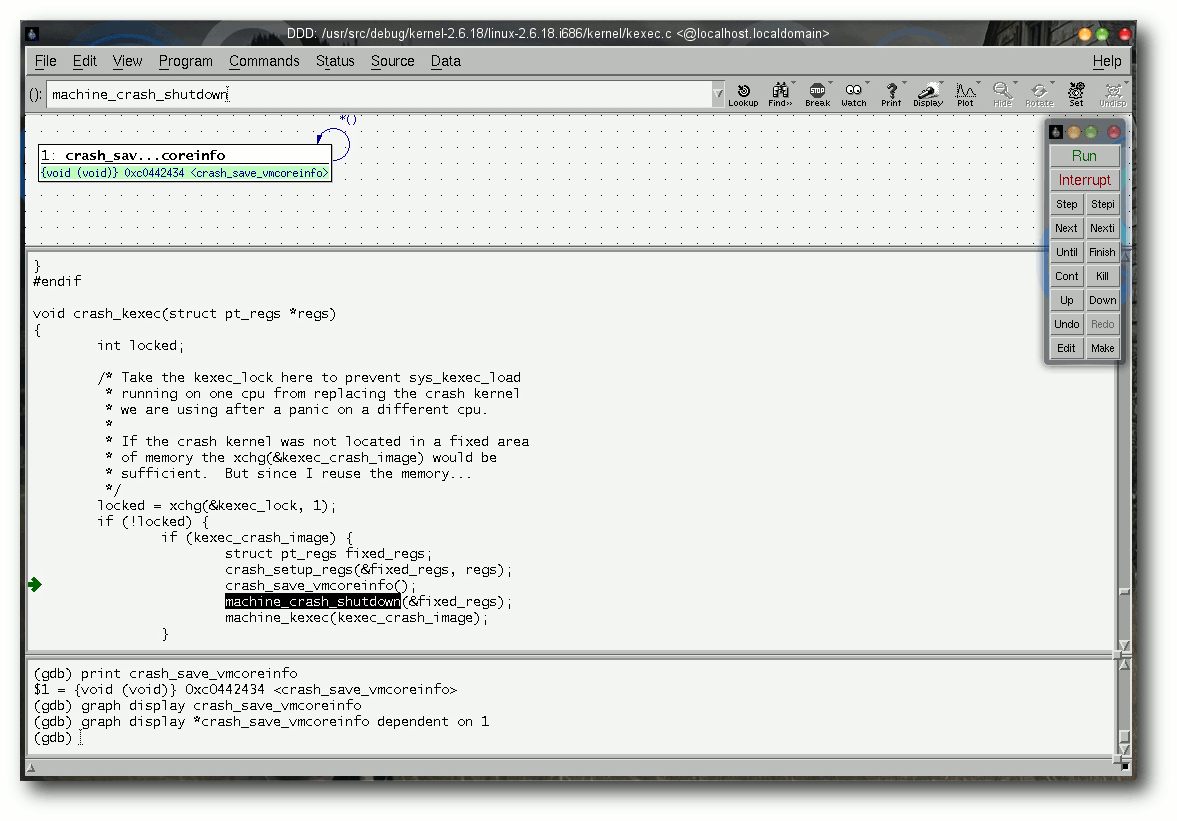 DDD: /usr/src/debug/kernel-2.6.18/linux-2.6.18.i686/kernel/kexec.c <@localhost.localdomain>
File Edit View Program Commands Status Source Data Help
(): machine_crash_shutdown
Lookup Find>> Break Watch Print Display Plot Hide Rotate Set Undisp
*()
1: crash_sav...coreinfo
{void (void)} 0xc0442434 <crash_save_vmcoreinfo>
Run
Interrupt
Step Stepi
Next Nexti
Until Finish
Cont Kill
Up Down
Undo Redo
Edit Make
}
#endif
void crash_kexec(struct pt_regs *regs)
{
int locked;
/* Take the kexec_lock here to prevent sys_kexec_load
* running on one cpu from replacing the crash kernel
* we are using after a panic on a different cpu.
*
* If the crash kernel was not located in a fixed area
* of memory the xchg(&kexec_crash_image) would be
* sufficient.  But since I reuse the memory...
*/
locked = xchg(&kexec_lock, 1);
if (!locked) {
if (kexec_crash_image) {
struct pt_regs fixed_regs;
crash_setup_regs(&fixed_regs, regs);
crash_save_vmcoreinfo();
machine_crash_shutdown(&fixed_regs);
machine_kexec(kexec_crash_image);
}
(gdb) print crash_save_vmcoreinfo
$1 = {void (void)} 0xc0442434 <crash_save_vmcoreinfo>
(gdb) graph display crash_save_vmcoreinfo
(gdb) graph display *crash_save_vmcoreinfo dependent on 1
(gdb)